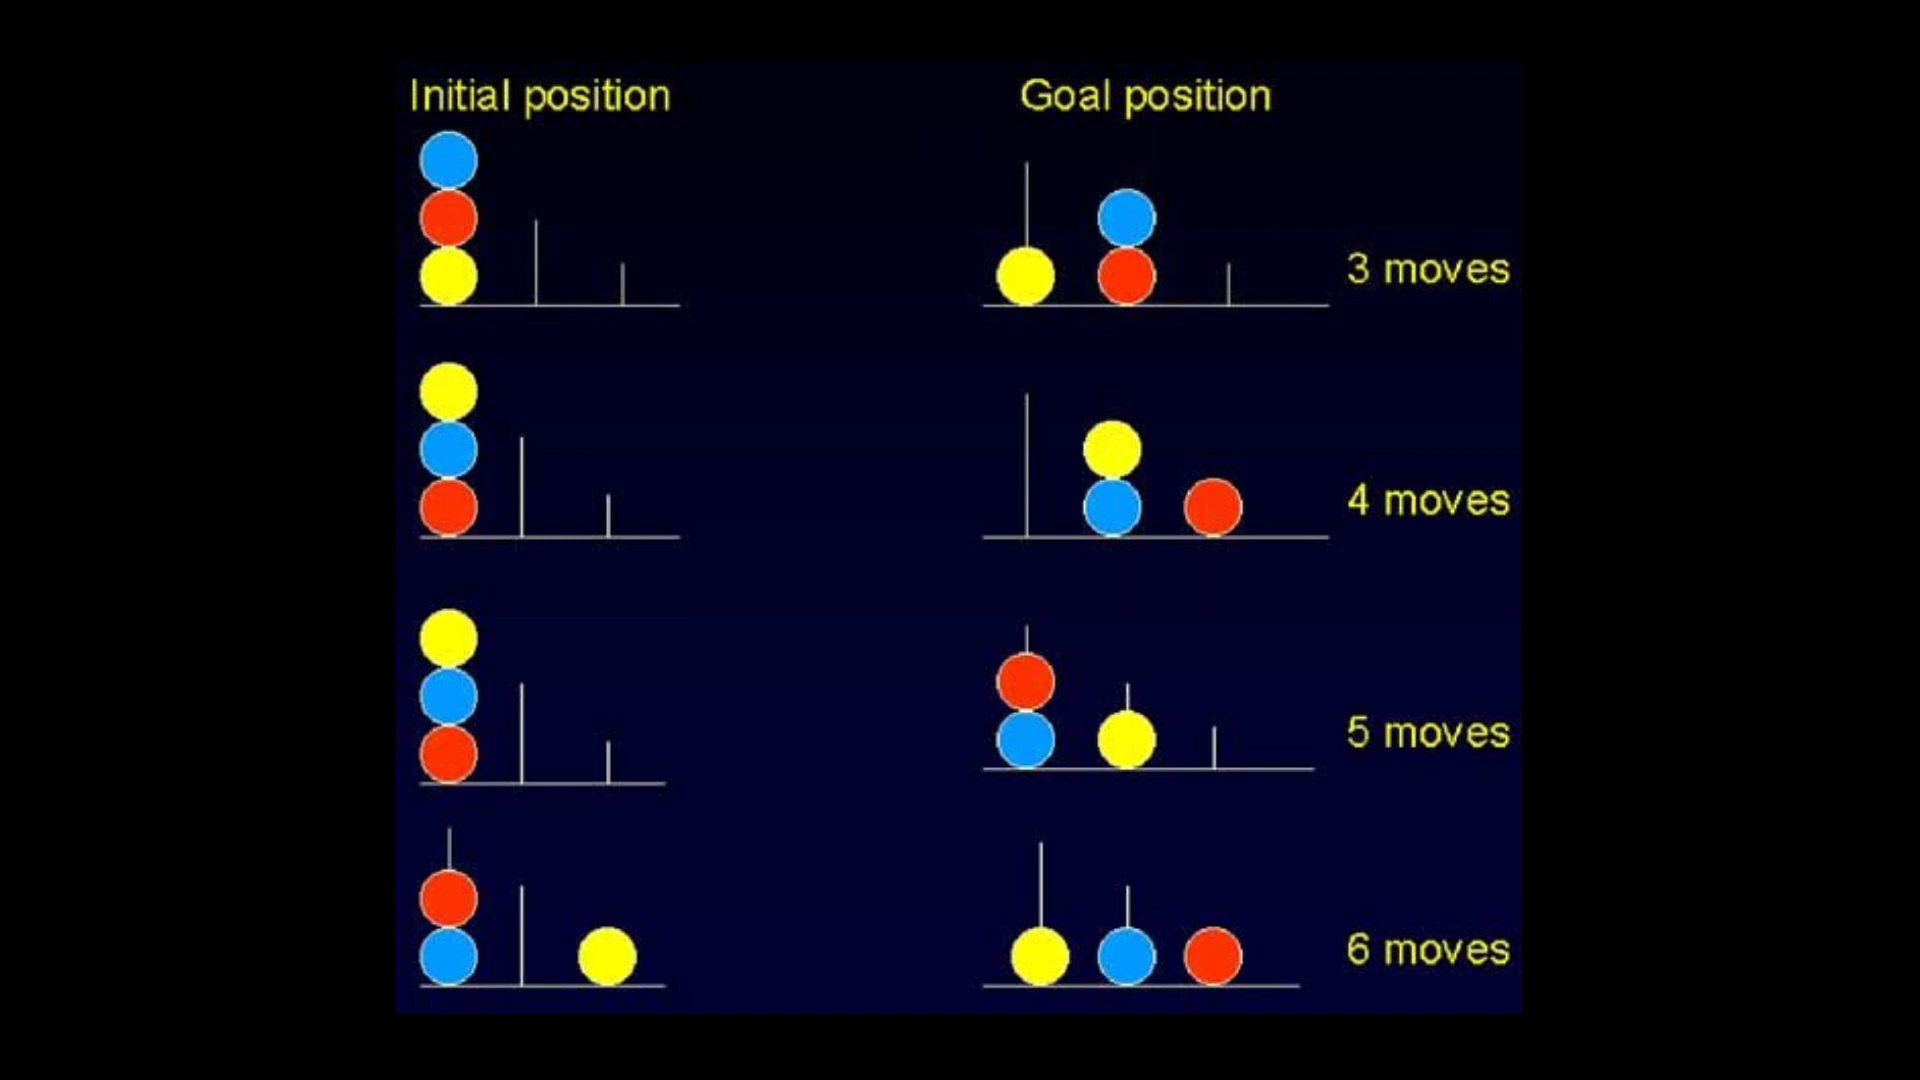 Initial position
Goal position
3 moves
4 moves
5 moves
6 moves